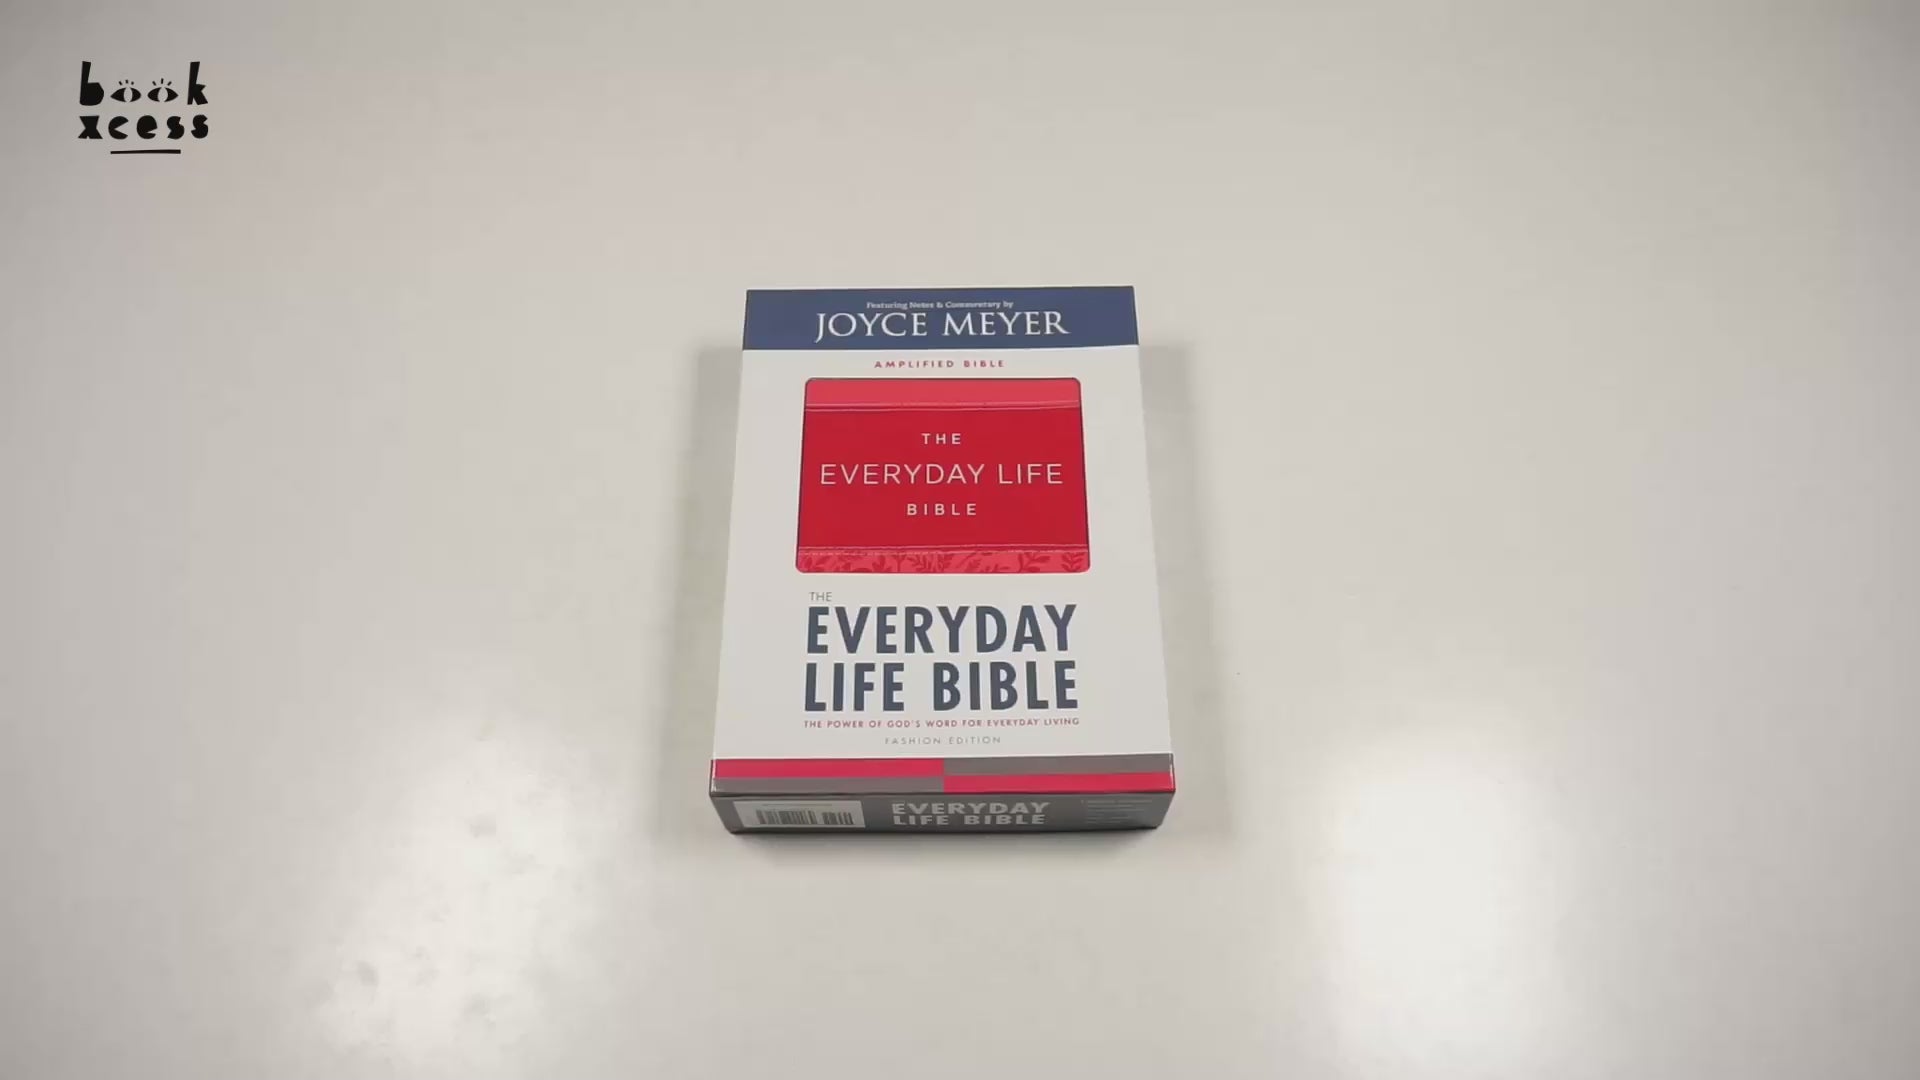 book
xcess
Featuring Notes & Commentary by
JOYCE MEYER
AMPLIFIED BIBLE
THE
EVERYDAY LIFE
BIBLE
THE
EVERYDAY
LIFE BIBLE
THE POWER OF GOD'S WORD FOR EVERYDAY LIVING
FASHION EDITION
EVERYDAY
LIFE BIBLE